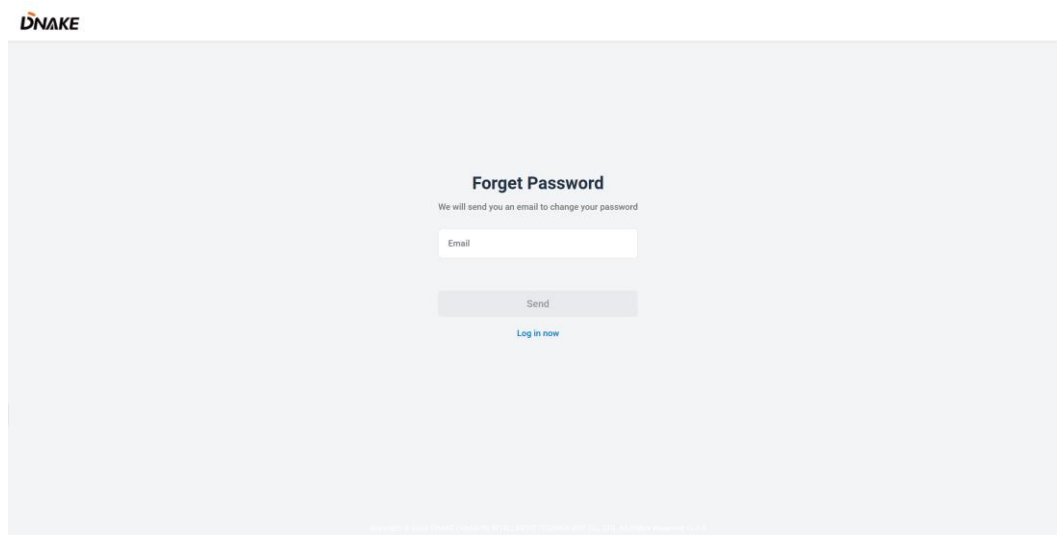 DNAKE
Forget Password
We will send you an email to change your password
Email
Send
Log in now